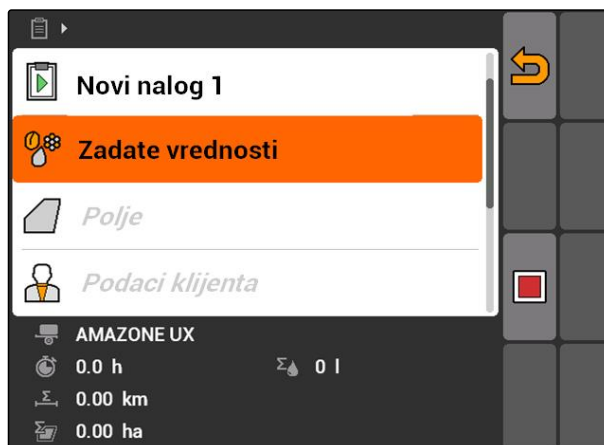 Novi nalog 1
Zadate vrednosti
Polje
Podaci klijenta
AMAZONE UX
0.0 h Σ 0 l
Σ 0.00 km
Σ 0.00 ha